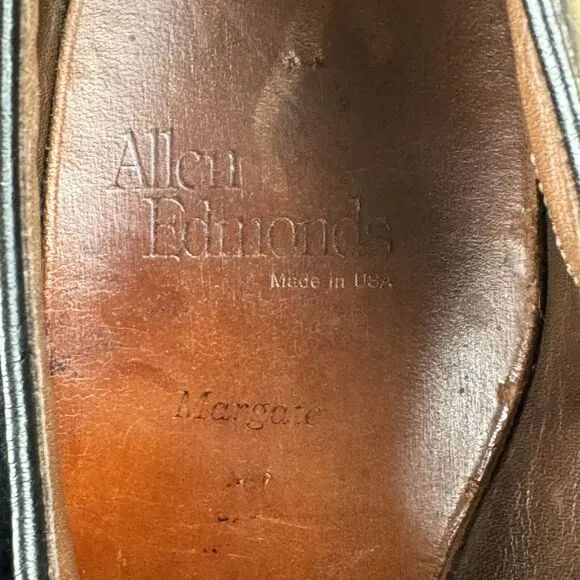 Allen
Edmonds
Made in USA
Margate